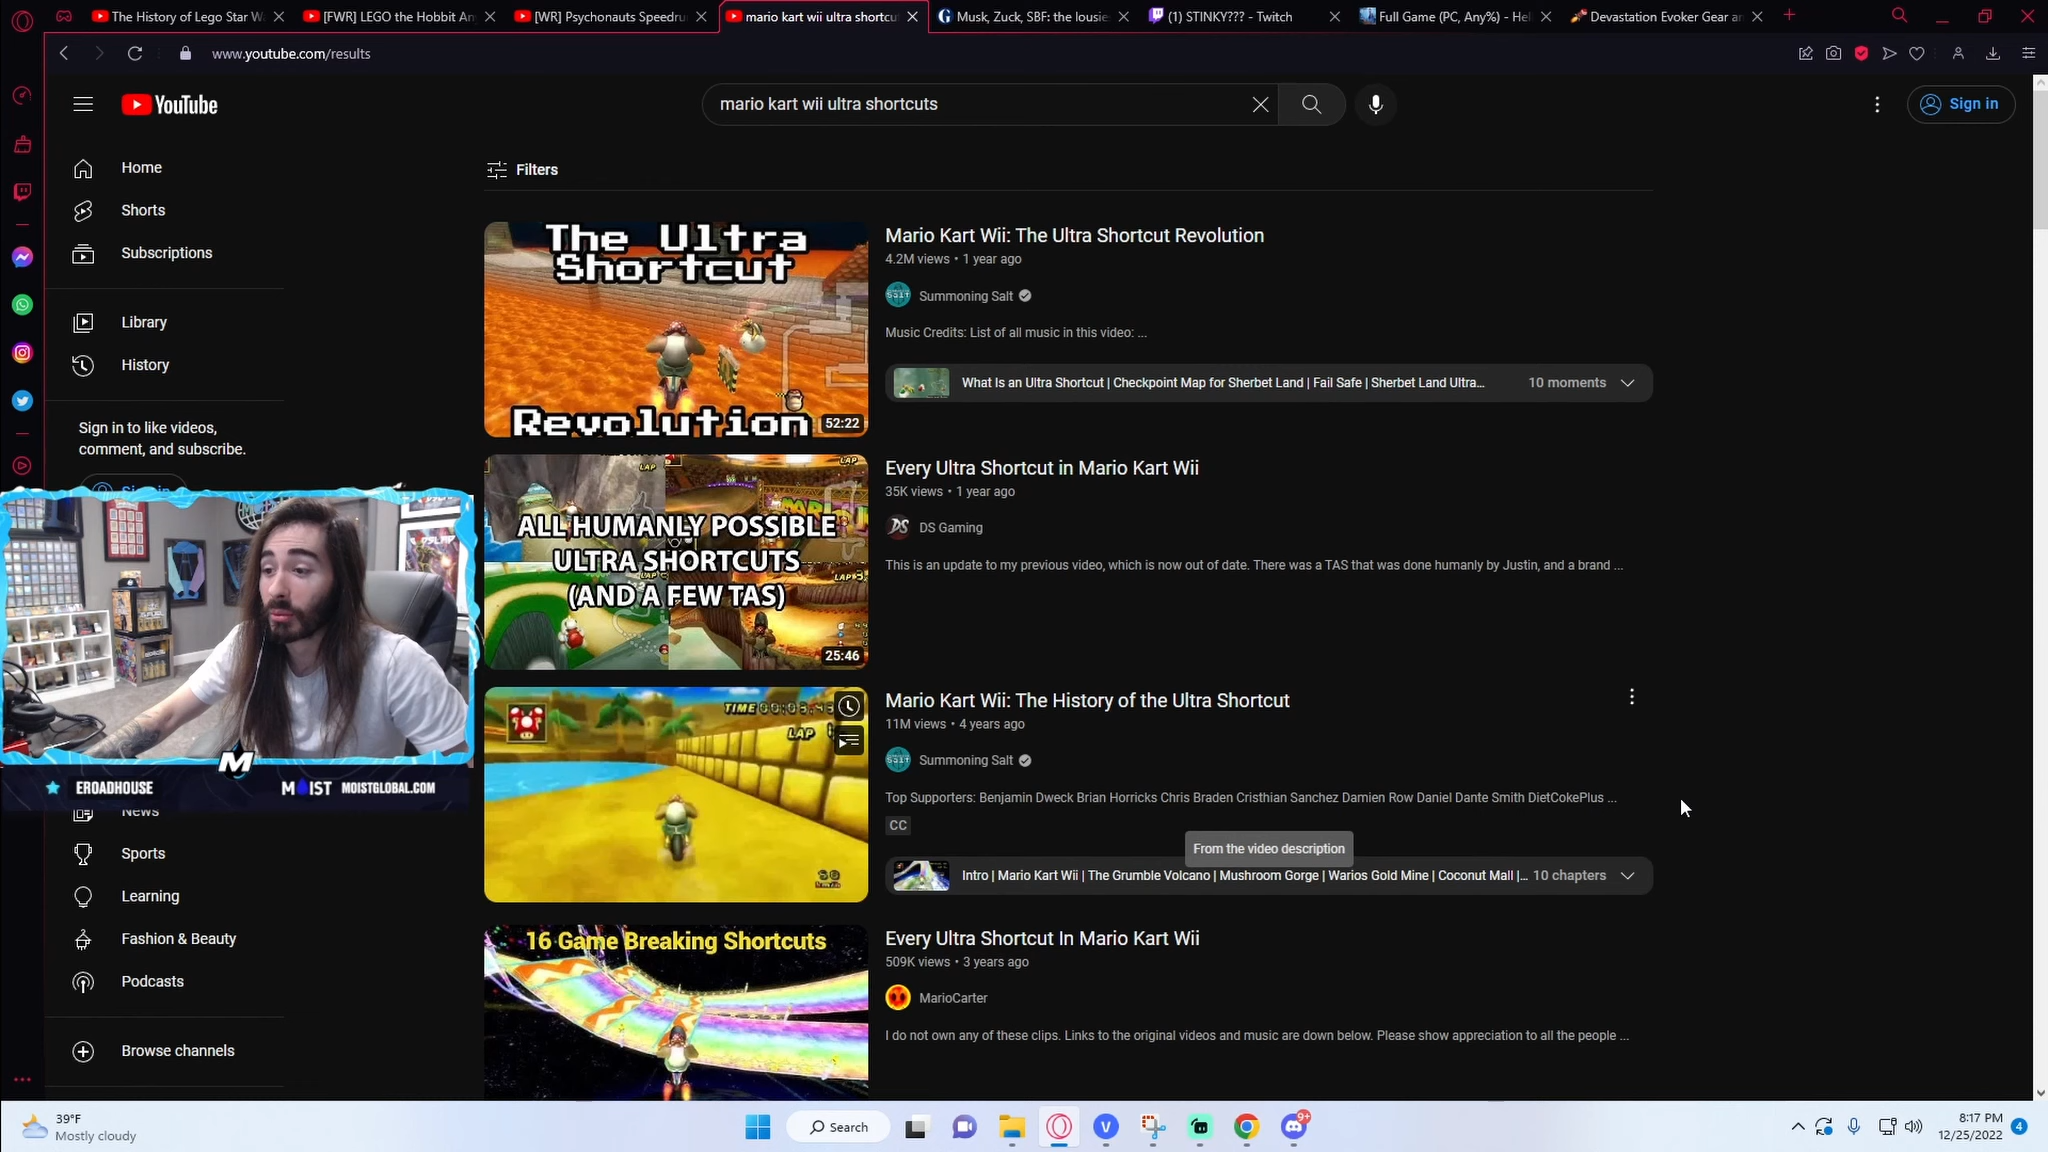 The History of Lego Star W
[FWR] LEGO the Hobbit An
[WR] Psychonauts Speedru
mario kart wii ultra shortcu
Musk, Zuck, SBF: the lousie
(1) STINKY??? - Twitch
Full Game (PC, Any%) - Hel
Devastation Evoker Gear an
www.youtube.com/results
YouTube
mario kart wii ultra shortcuts
Sign in
Home
Shorts
Subscriptions
Library
History
Sign in to like videos,
comment, and subscribe.
EROADHOUSE
MOIST MOISTGLOBAL.COM
News
Sports
Learning
Fashion & Beauty
Podcasts
Browse channels
Filters
The Ultra
Shortcut
Revolution
52:22
Mario Kart Wii: The Ultra Shortcut Revolution
4.2M views • 1 year ago
Summoning Salt
Music Credits: List of all music in this video: ...
What Is an Ultra Shortcut | Checkpoint Map for Sherbet Land | Fail Safe | Sherbet Land Ultra...
10 moments
ALL HUMANLY POSSIBLE
ULTRA SHORTCUTS
(AND A FEW TAS)
25:46
Every Ultra Shortcut in Mario Kart Wii
35K views • 1 year ago
DS Gaming
This is an update to my previous video, which is now out of date. There was a TAS that was done humanly by Justin, and a brand ...
TIME
LAP
Mario Kart Wii: The History of the Ultra Shortcut
11M views • 4 years ago
Summoning Salt
Top Supporters: Benjamin Dweck Brian Horricks Chris Braden Cristhian Sanchez Damien Row Daniel Dante Smith DietCokePlus ...
CC
From the video description
Intro | Mario Kart Wii | The Grumble Volcano | Mushroom Gorge | Warios Gold Mine | Coconut Mall |...
10 chapters
16 Game Breaking Shortcuts
Every Ultra Shortcut In Mario Kart Wii
509K views • 3 years ago
MarioCarter
I do not own any of these clips. Links to the original videos and music are down below. Please show appreciation to all the people ...
39°F
Mostly cloudy
Search
9+
8:17 PM
12/25/2022
4